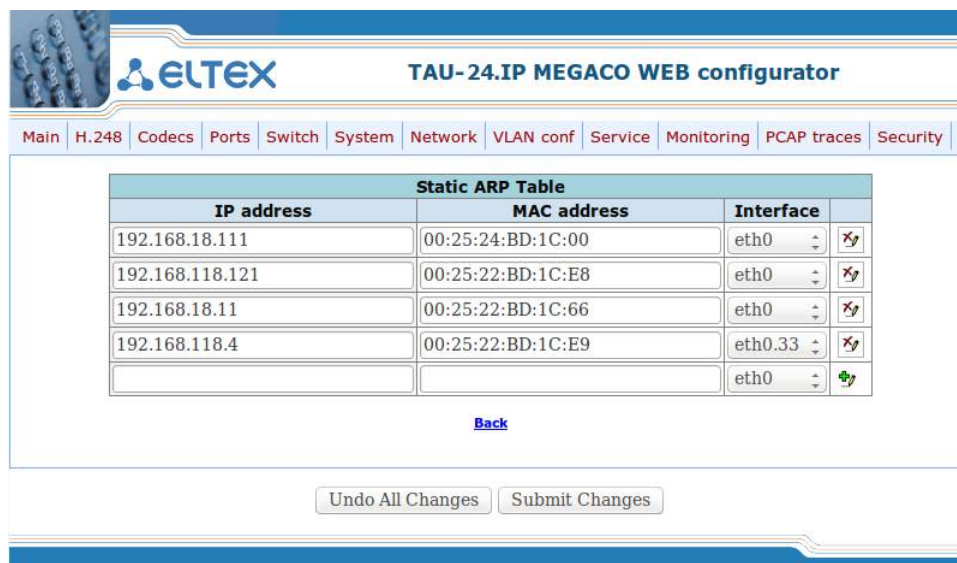 ELTEX TAU-24.IP MEGACO WEB configurator
Main H.248 Codecs Ports Switch System Network VLAN conf Service Monitoring PCAP traces Security
Static ARP Table
IP address MAC address Interface
192.168.18.111 00:25:24:BD:1C:00 eth0
192.168.118.121 00:25:22:BD:1C:E8 eth0
192.168.18.11 00:25:22:BD:1C:66 eth0
192.168.118.4 00:25:22:BD:1C:E9 eth0.33
eth0
Back
Undo All Changes Submit Changes